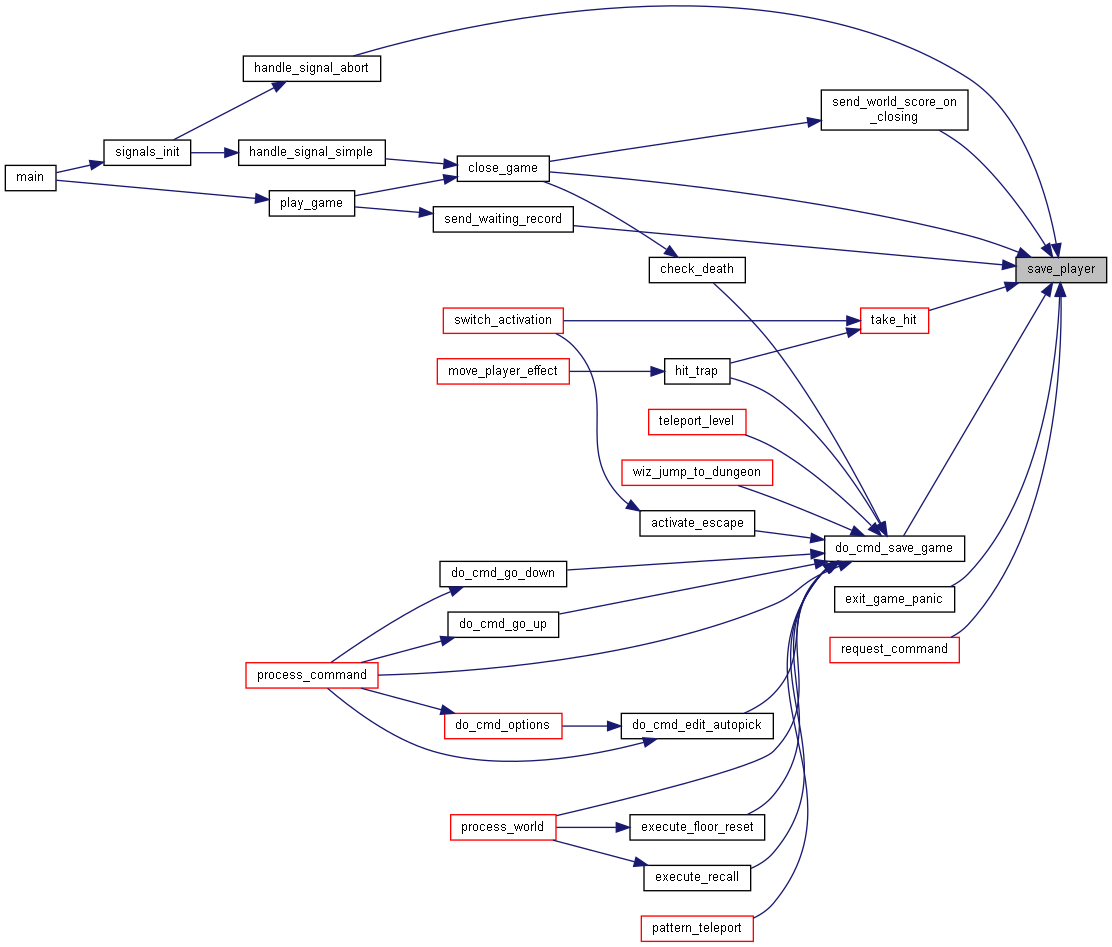 handle_signal_abort
send_world_score_on
_closing
signals_init
handle_signal_simple
close_game
main
play_game
send_waiting_record
check_death
save_player
switch_activation
take_hit
move_player_effect
hit_trap
teleport_level
wiz_jump_to_dungeon
activate_escape
do_cmd_save_game
do_cmd_go_down
exit_game_panic
do_cmd_go_up
request_command
process_command
do_cmd_options
do_cmd_edit_autopick
process_world
execute_floor_reset
execute_recall
pattern_teleport